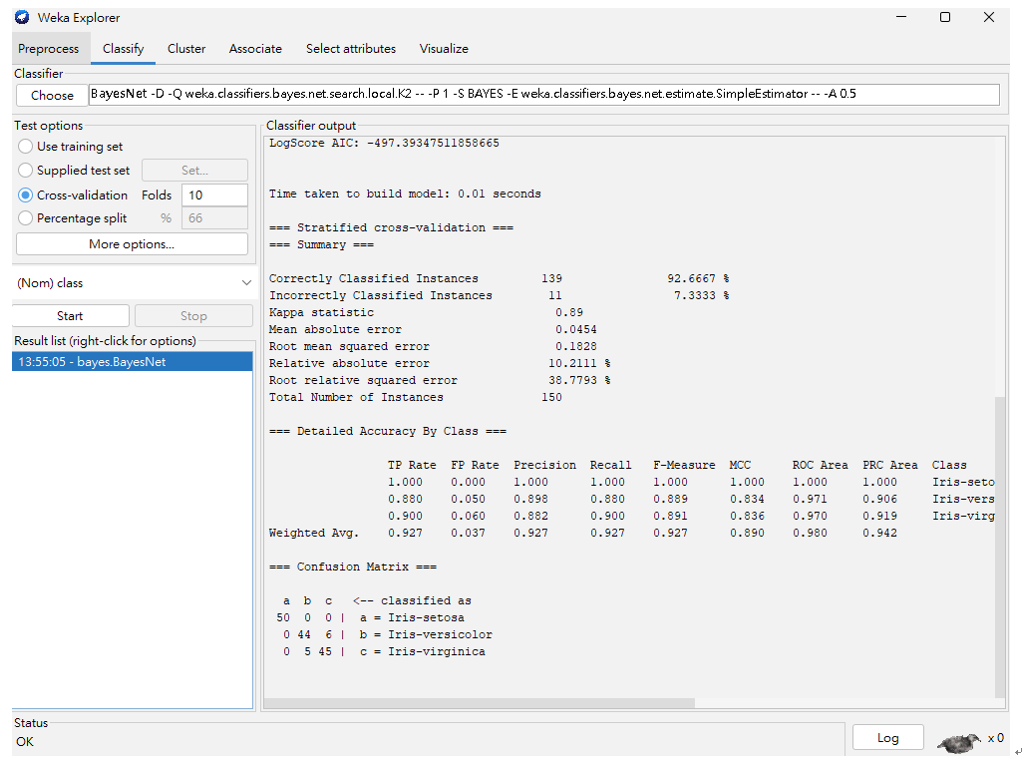 Weka Explorer
Preprocess Classify Cluster Associate Select attributes Visualize
Classifier
Choose BayesNet -D -Q weka.classifiers.bayes.net.search.local.K2 -- -P 1 -S BAYES -E weka.classifiers.bayes.net.estimate.SimpleEstimator -- -A 0.5
Test options
Use training set
Supplied test set Set...
Cross-validation Folds 10
Percentage split % 66
More options...
(Nom) class
Start Stop
Result list (right-click for options)
13:55:05 - bayes.BayesNet
Classifier output
LogScore AIC: -497.39347511858665
Time taken to build model: 0.01 seconds
=== Stratified cross-validation ===
=== Summary ===
Correctly Classified Instances 139 92.6667 %
Incorrectly Classified Instances 11 7.3333 %
Kappa statistic 0.89
Mean absolute error 0.0454
Root mean squared error 0.1828
Relative absolute error 10.2111 %
Root relative squared error 38.7793 %
Total Number of Instances 150
=== Detailed Accuracy By Class ===
TP Rate FP Rate Precision Recall F-Measure MCC ROC Area PRC Area Class
1.000 0.000 1.000 1.000 1.000 1.000 1.000 1.000 Iris-seto
0.880 0.050 0.898 0.880 0.889 0.834 0.971 0.906 Iris-vers
0.900 0.060 0.882 0.900 0.891 0.836 0.970 0.919 Iris-virg
Weighted Avg. 0.927 0.037 0.927 0.927 0.927 0.890 0.980 0.942
=== Confusion Matrix ===
a b c <-- classified as
50 0 0 | a = Iris-setosa
0 44 6 | b = Iris-versicolor
0 5 45 | c = Iris-virginica
Status
OK
Log x 0